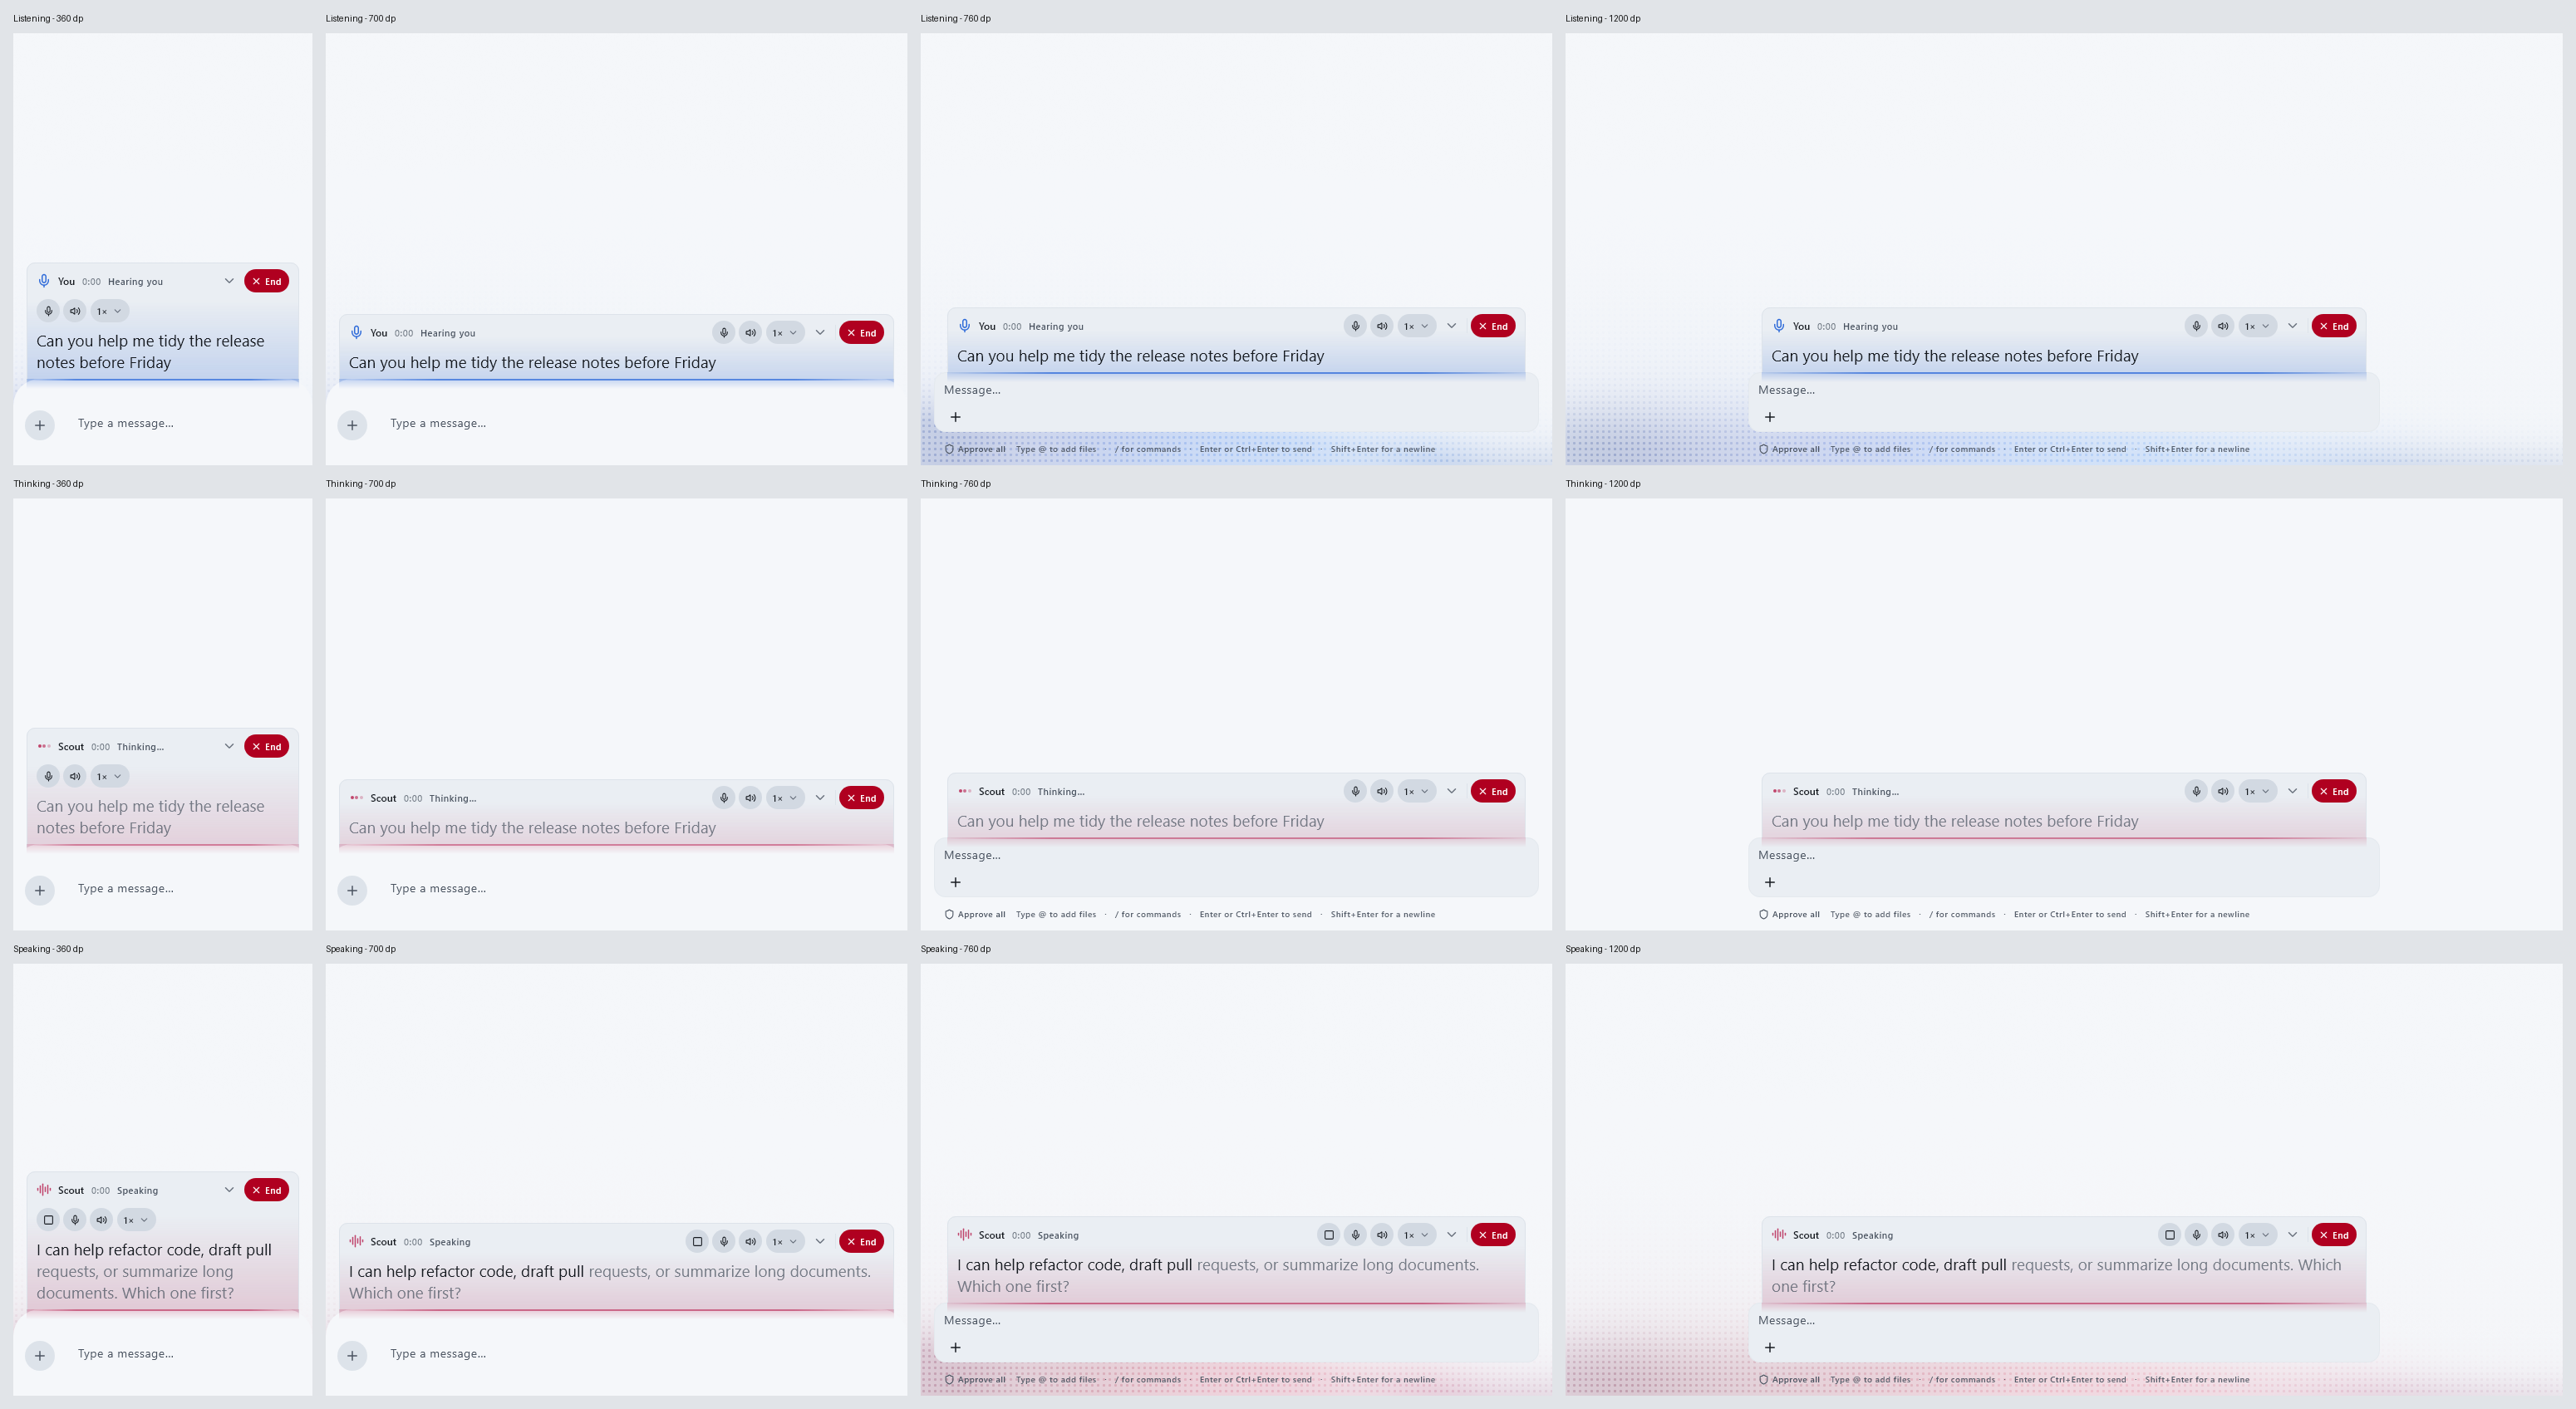 Listening - 360 dp
You 0:00 Hearing you End
1×
Can you help me tidy the release
notes before Friday
Type a message...
Listening - 700 dp
You 0:00 Hearing you 1× End
Can you help me tidy the release notes before Friday
Type a message...
Listening - 760 dp
You 0:00 Hearing you 1× End
Can you help me tidy the release notes before Friday
Message...
Approve all Type @ to add files · / for commands · Enter or Ctrl+Enter to send · Shift+Enter for a newline
Listening - 1200 dp
You 0:00 Hearing you 1× End
Can you help me tidy the release notes before Friday
Message...
Approve all Type @ to add files · / for commands · Enter or Ctrl+Enter to send · Shift+Enter for a newline
Thinking - 360 dp
Scout 0:00 Thinking... End
1×
Can you help me tidy the release
notes before Friday
Type a message...
Thinking - 700 dp
Scout 0:00 Thinking... 1× End
Can you help me tidy the release notes before Friday
Type a message...
Thinking - 760 dp
Scout 0:00 Thinking... 1× End
Can you help me tidy the release notes before Friday
Message...
Approve all Type @ to add files · / for commands · Enter or Ctrl+Enter to send · Shift+Enter for a newline
Thinking - 1200 dp
Scout 0:00 Thinking... 1× End
Can you help me tidy the release notes before Friday
Message...
Approve all Type @ to add files · / for commands · Enter or Ctrl+Enter to send · Shift+Enter for a newline
Speaking - 360 dp
Scout 0:00 Speaking End
1×
I can help refactor code, draft pull
requests, or summarize long
documents. Which one first?
Type a message...
Speaking - 700 dp
Scout 0:00 Speaking 1× End
I can help refactor code, draft pull requests, or summarize long documents.
Which one first?
Type a message...
Speaking - 760 dp
Scout 0:00 Speaking 1× End
I can help refactor code, draft pull requests, or summarize long documents.
Which one first?
Message...
Approve all Type @ to add files · / for commands · Enter or Ctrl+Enter to send · Shift+Enter for a newline
Speaking - 1200 dp
Scout 0:00 Speaking 1× End
I can help refactor code, draft pull requests, or summarize long documents. Which
one first?
Message...
Approve all Type @ to add files · / for commands · Enter or Ctrl+Enter to send · Shift+Enter for a newline